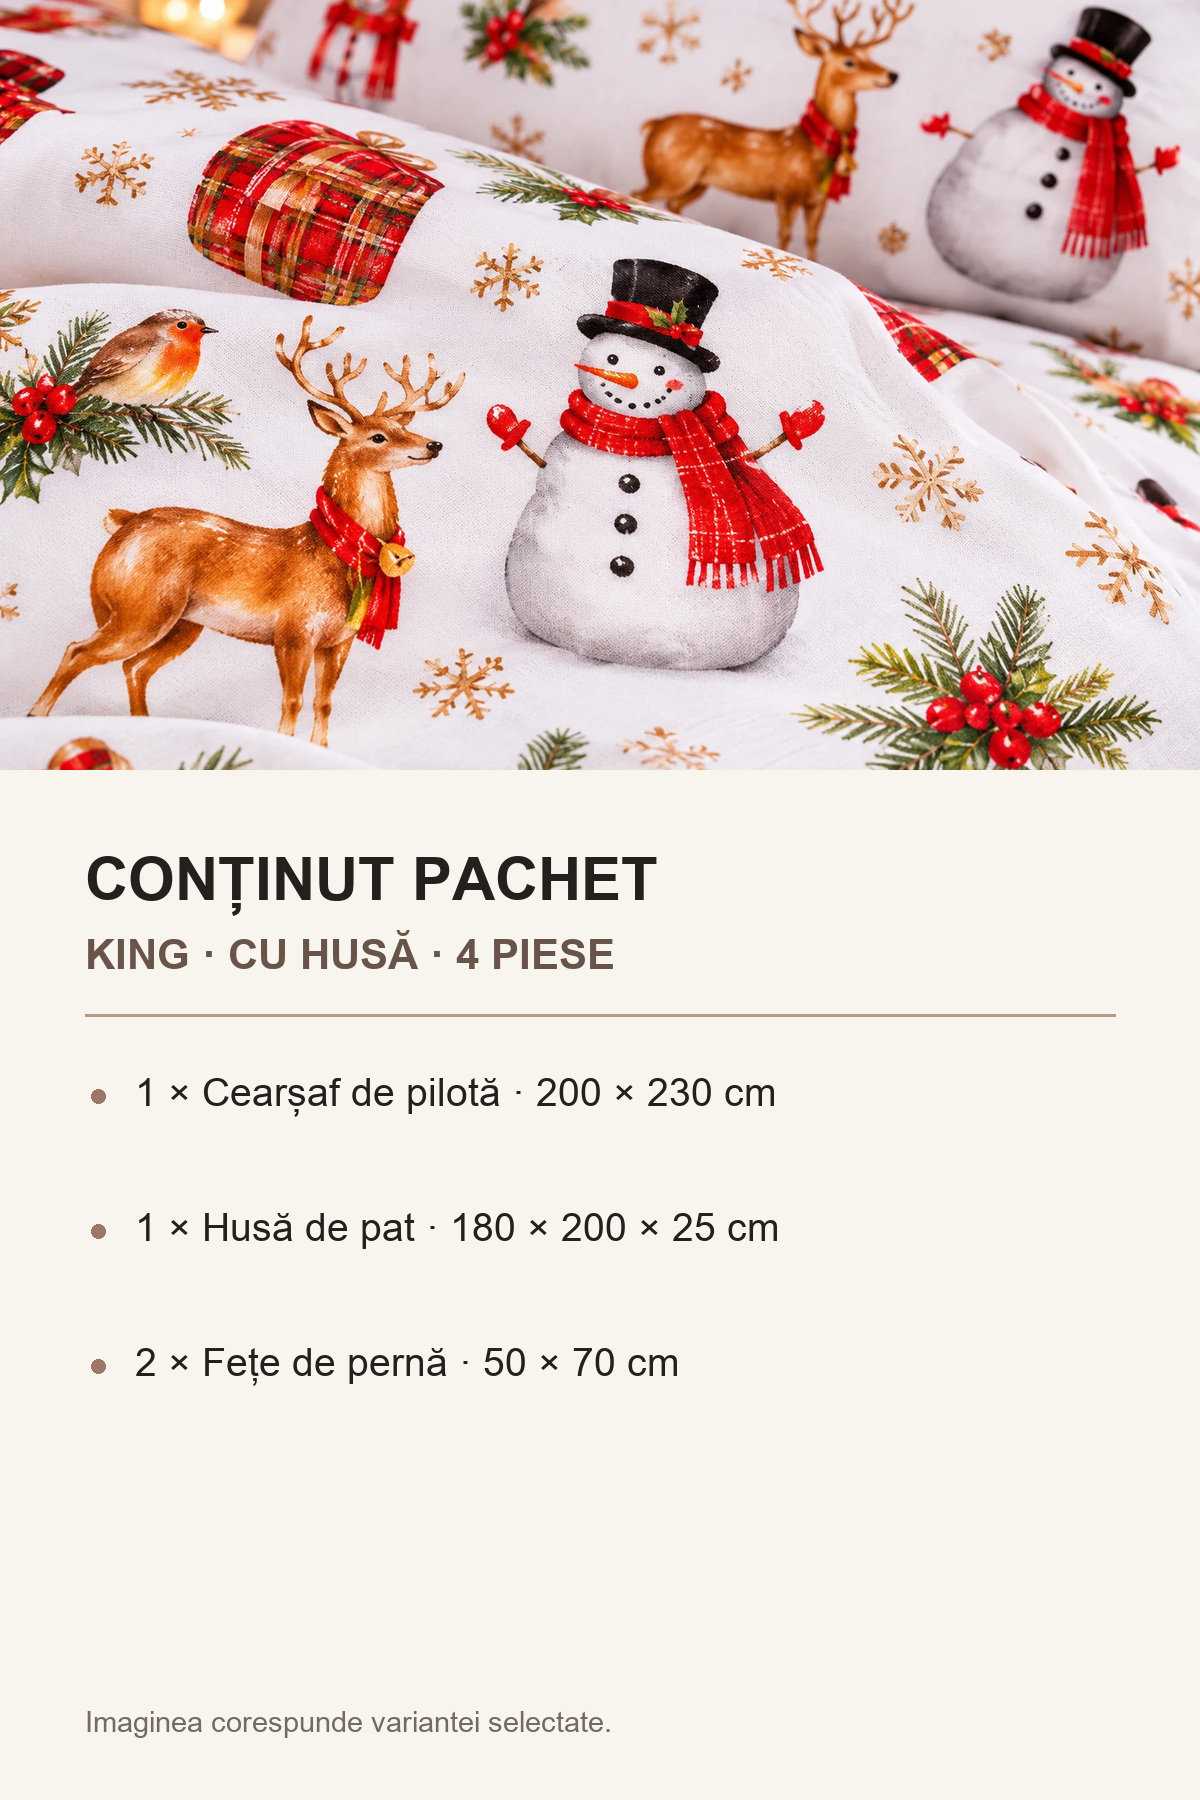 CONȚINUT PACHET
KING · CU HUSĂ · 4 PIESE
1 × Cearșaf de pilotă · 200 × 230 cm
1 × Husă de pat · 180 × 200 × 25 cm
2 × Fețe de pernă · 50 × 70 cm
Imaginea corespunde variantei selectate.